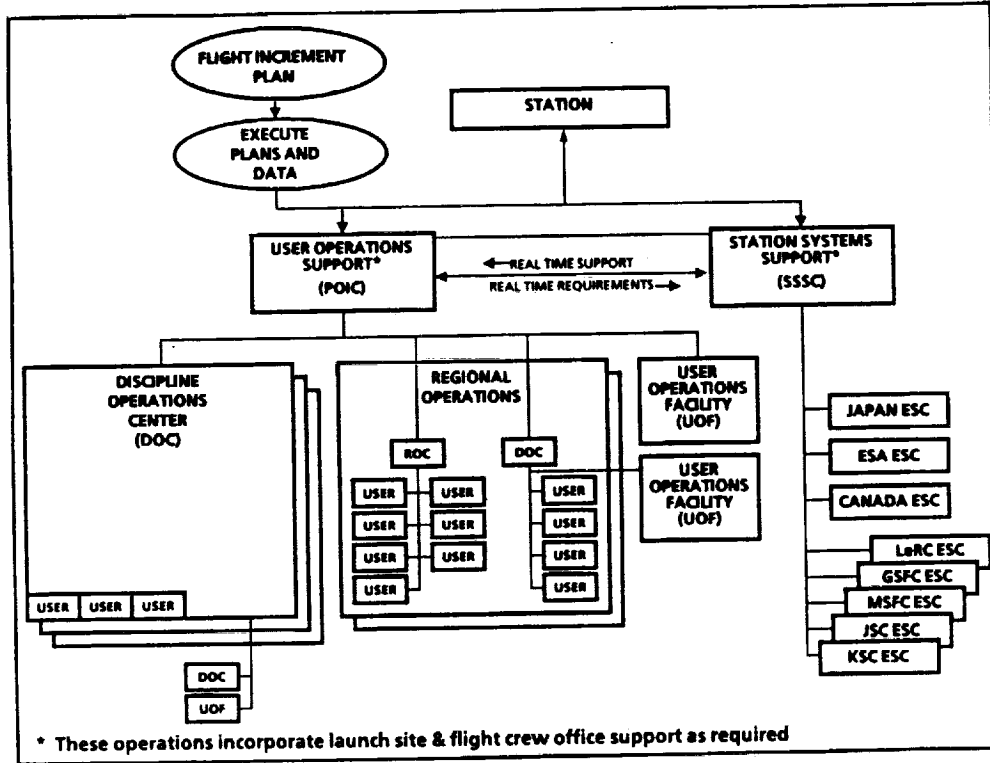 FLIGHT INCREMENT
PLAN
STATION
EXECUTE
PLANS AND
DATA
USER OPERATIONS
SUPPORT*
(POIC)
REAL TIME SUPPORT
REAL TIME REQUIREMENTS
STATION SYSTEMS
SUPPORT*
(SSSC)
DISCIPLINE
OPERATIONS
CENTER
(DOC)
USER
USER
USER
DOC
UOF
REGIONAL
OPERATIONS
ROC
USER
USER
USER
USER
USER
USER
USER
DOC
USER
USER
USER
USER
USER
OPERATIONS
FACILITY
(UOF)
USER
OPERATIONS
FACILITY
(UOF)
JAPAN ESC
ESA ESC
CANADA ESC
LeRC ESC
GSFC ESC
MSFC ESC
JSC ESC
KSC ESC
* These operations incorporate launch site & flight crew office support as required